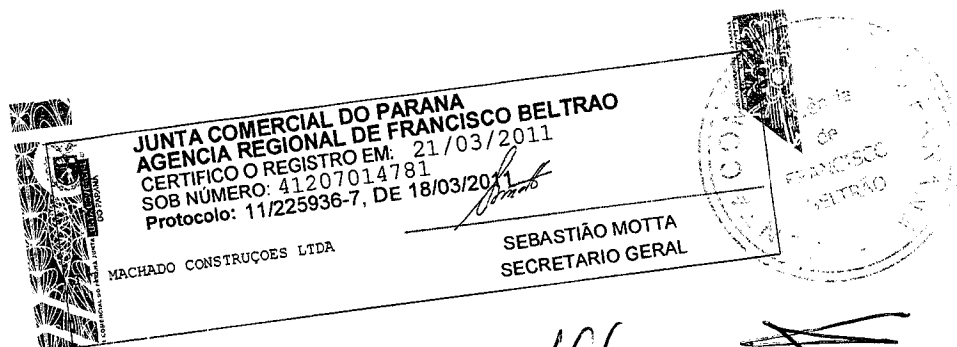 JUNTA COMERCIAL DO PARANA
AGENCIA REGIONAL DE FRANCISCO BELTRAO
CERTIFICO O REGISTRO EM: 21/03/2011
SOB NÚMERO: 41207014781
Protocolo: 11/225936-7, DE 18/03/2011
MACHADO CONSTRUÇOES LTDA
SEBASTIÃO MOTTA
SECRETARIO GERAL
de
FRANCISCO
BELTRÃO